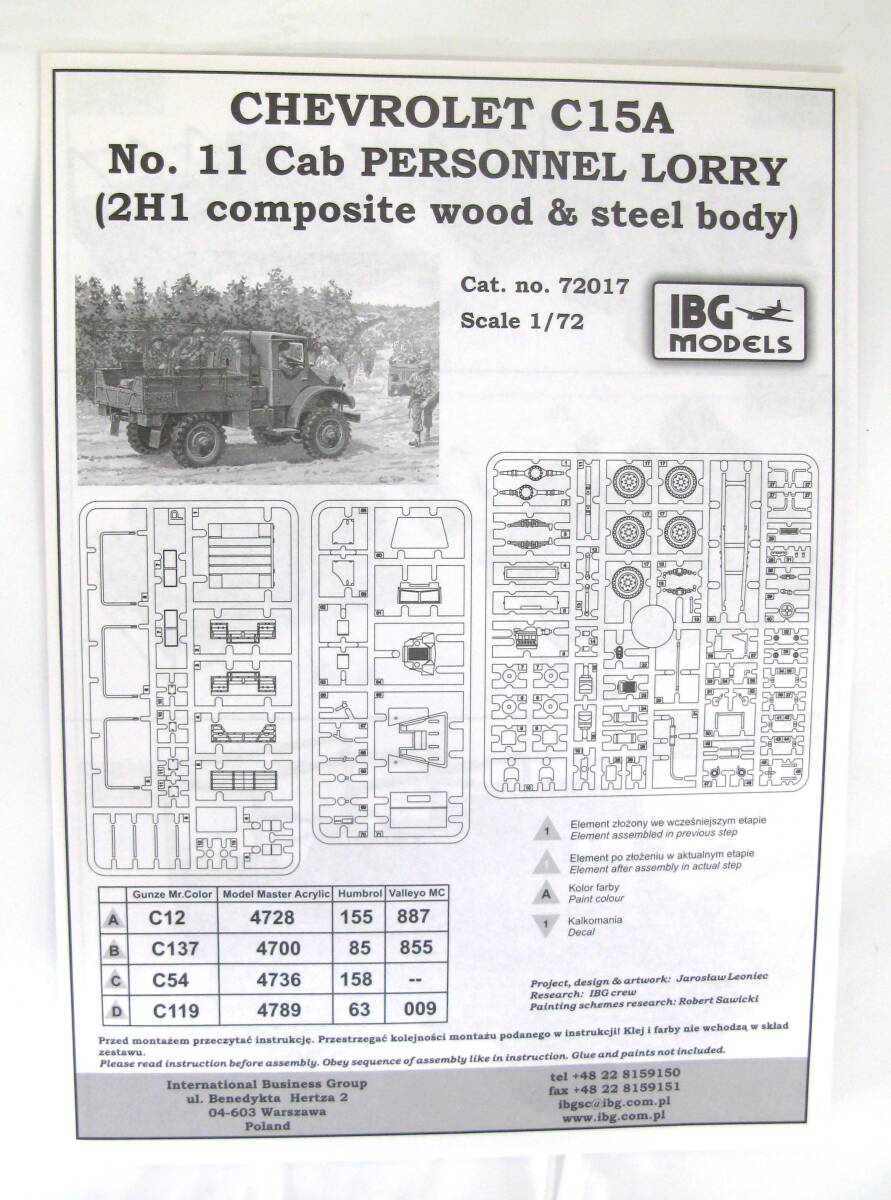 CHEVROLET C15A
No. 11 Cab PERSONNEL LORRY
(2H1 composite wood & steel body)
Cat. no. 72017
Scale 1/72
IBG
MODELS
1 Element złożony we wcześniejszym etapie
Element assembled in previous step
1 Element po złożeniu w aktualnym etapie
Element after assembly in actual step
A Kolor farby
Paint colour
1 Kalkomania
Decal
Gunze Mr.Color Model Master Acrylic Humbrol Valleyo MC
A C12 4728 155 887
B C137 4700 85 855
C C54 4736 158 --
D C119 4789 63 009
Project, design & artwork: Jarosław Leoniec
Research: IBG crew
Painting schemes research: Robert Sawicki
Przed montażem przeczytać instrukcję. Przestrzegać kolejności montażu podanego w instrukcji! Klej i farby nie wchodzą w skład
zestawu.
Please read instruction before assembly. Obey sequence of assembly like in instruction. Glue and paints not included.
International Business Group
ul. Benedykta Hertza 2
04-603 Warszawa
Poland
tel +48 22 8159150
fax +48 22 8159151
ibgsc@ibg.com.pl
www.ibg.com.pl